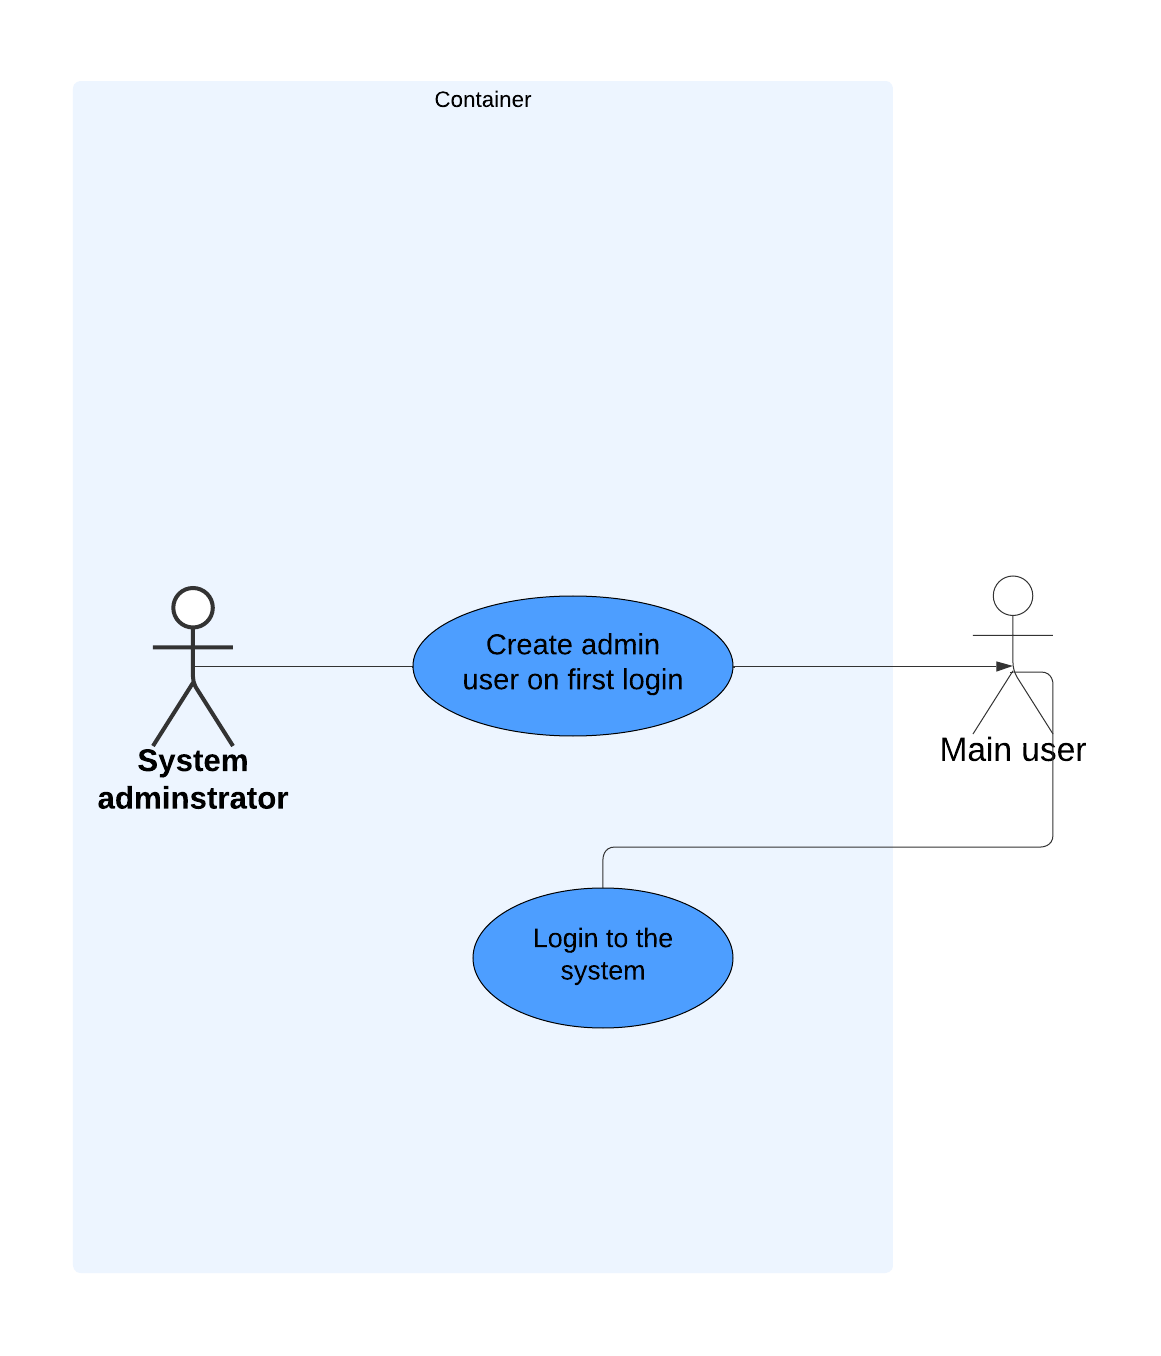 Container
Create admin
user on first login
System
adminstrator
Main user
Login to the
system